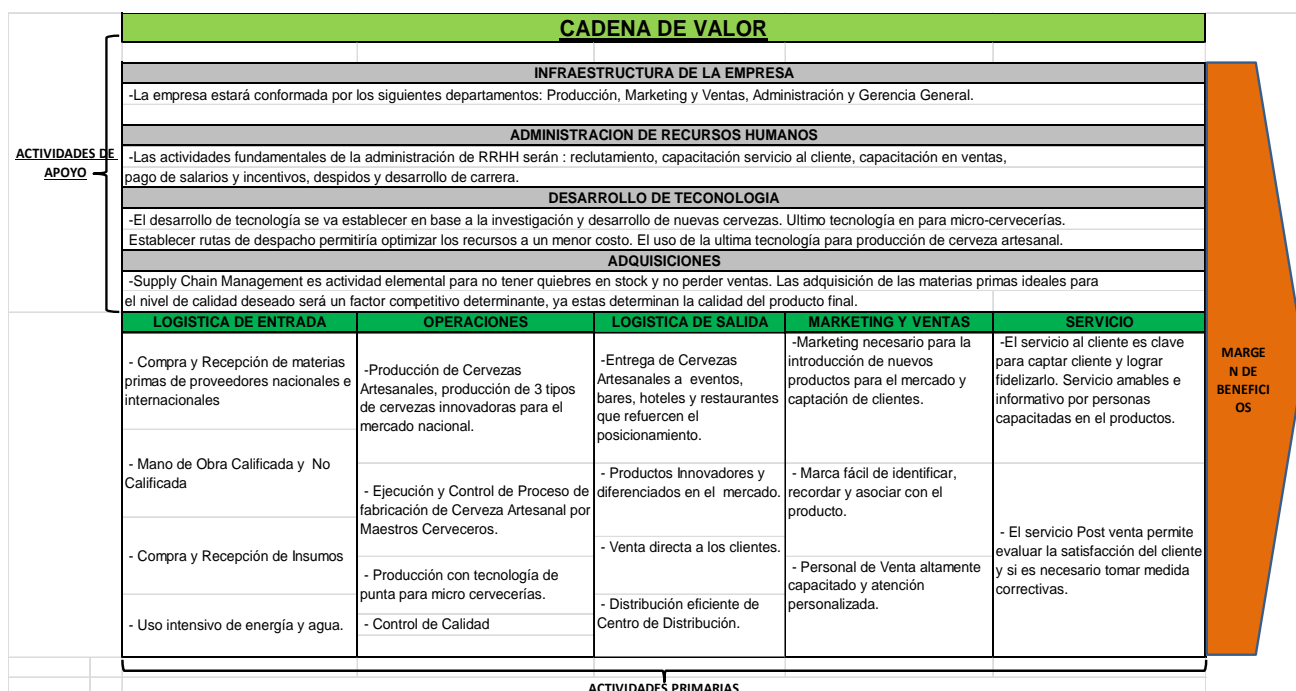 CADENA DE VALOR
INFRAESTRUCTURA DE LA EMPRESA
-La empresa estará conformada por los siguientes departamentos: Producción, Marketing y Ventas, Administración y Gerencia General.
ADMINISTRACION DE RECURSOS HUMANOS
ACTIVIDADES DE
APOYO
-Las actividades fundamentales de la administración de RRHH serán : reclutamiento, capacitación servicio al cliente, capacitación en ventas,
pago de salarios y incentivos, despidos y desarrollo de carrera.
DESARROLLO DE TECONOLOGIA
-El desarrollo de tecnología se va establecer en base a la investigación y desarrollo de nuevas cervezas. Ultimo tecnología en para micro-cervecerías.
Establecer rutas de despacho permitiría optimizar los recursos a un menor costo. El uso de la ultima tecnología para producción de cerveza artesanal.
ADQUISICIONES
-Supply Chain Management es actividad elemental para no tener quiebres en stock y no perder ventas. Las adquisición de las materias primas ideales para
el nivel de calidad deseado será un factor competitivo determinante, ya estas determinan la calidad del producto final.
LOGISTICA DE ENTRADA
- Compra y Recepción de materias
primas de proveedores nacionales e
internacionales
- Mano de Obra Calificada y No
Calificada
- Compra y Recepción de Insumos
- Uso intensivo de energía y agua.
OPERACIONES
-Producción de Cervezas
Artesanales, producción de 3 tipos
de cervezas innovadoras para el
mercado nacional.
- Ejecución y Control de Proceso de
fabricación de Cerveza Artesanal por
Maestros Cerveceros.
- Producción con tecnología de
punta para micro cervecerías.
- Control de Calidad
LOGISTICA DE SALIDA
-Entrega de Cervezas
Artesanales a eventos,
bares, hoteles y restaurantes
que refuercen el
posicionamiento.
- Productos Innovadores y
diferenciados en el mercado.
- Venta directa a los clientes.
- Distribución eficiente de
Centro de Distribución.
MARKETING Y VENTAS
-Marketing necesario para la
introducción de nuevos
productos para el mercado y
captación de clientes.
- Marca fácil de identificar,
recordar y asociar con el
producto.
- Personal de Venta altamente
capacitado y atención
personalizada.
SERVICIO
-El servicio al cliente es clave
para captar cliente y lograr
fidelizarlo. Servicio amables e
informativo por personas
capacitadas en el productos.
- El servicio Post venta permite
evaluar la satisfacción del cliente
y si es necesario tomar medida
correctivas.
MARGE
N DE
BENEFICI
OS
ACTIVIDADES PRIMARIAS